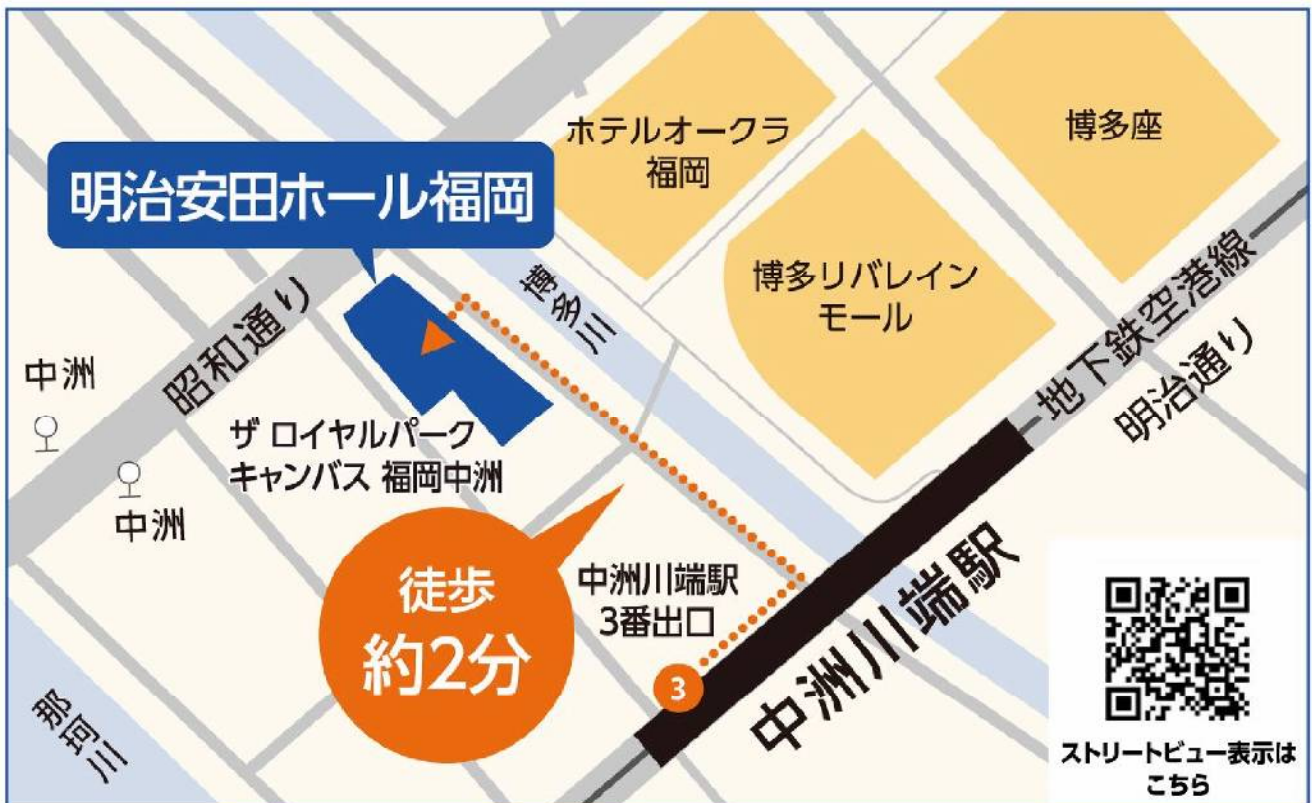 ホテルオークラ
福岡
博多座
明治安田ホール福岡
博多リバレイン
モール
博多川
昭和通り
地下鉄空港線
明治通り
中洲
中洲
ザ ロイヤルパーク
キャンバス 福岡中洲
徒歩
約2分
中洲川端駅
3番出口
3
中洲川端駅
那珂川
ストリートビュー表示は
こちら